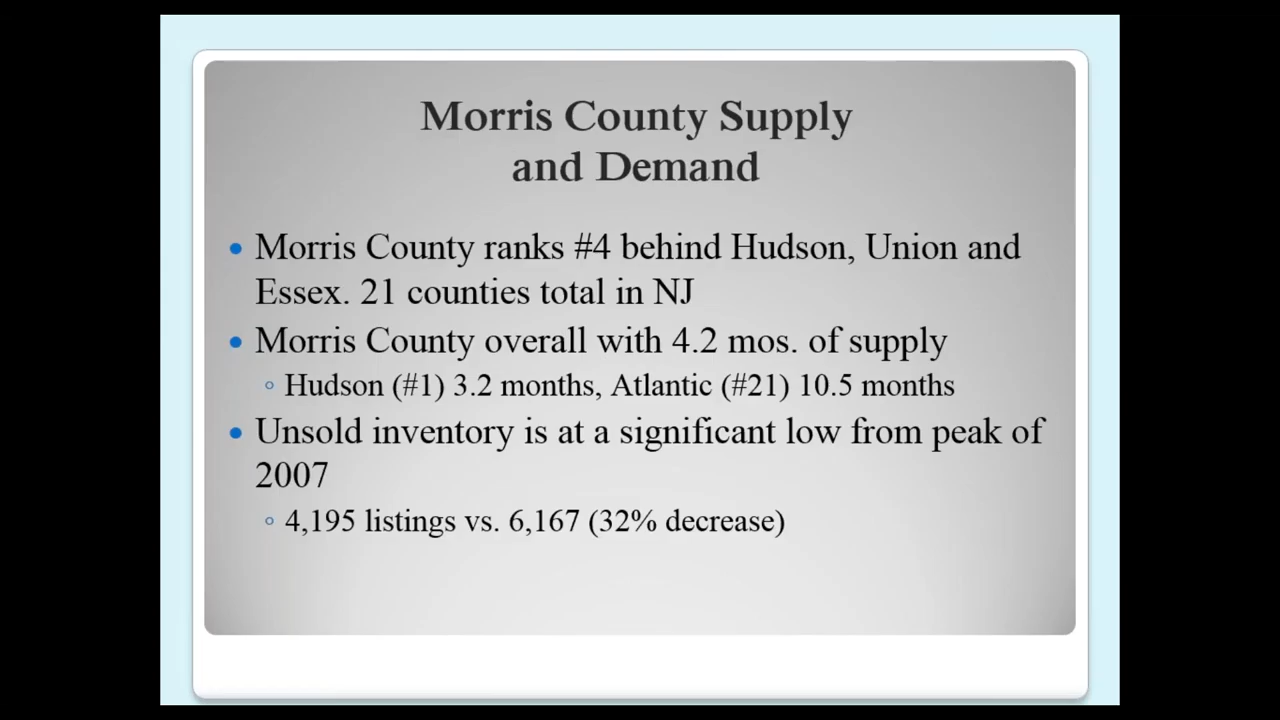 Morris County Supply
and Demand
• Morris County ranks #4 behind Hudson, Union and
Essex. 21 counties total in NJ
• Morris County overall with 4.2 mos. of supply
◦ Hudson (#1) 3.2 months, Atlantic (#21) 10.5 months
• Unsold inventory is at a significant low from peak of
2007
◦ 4,195 listings vs. 6,167 (32% decrease)